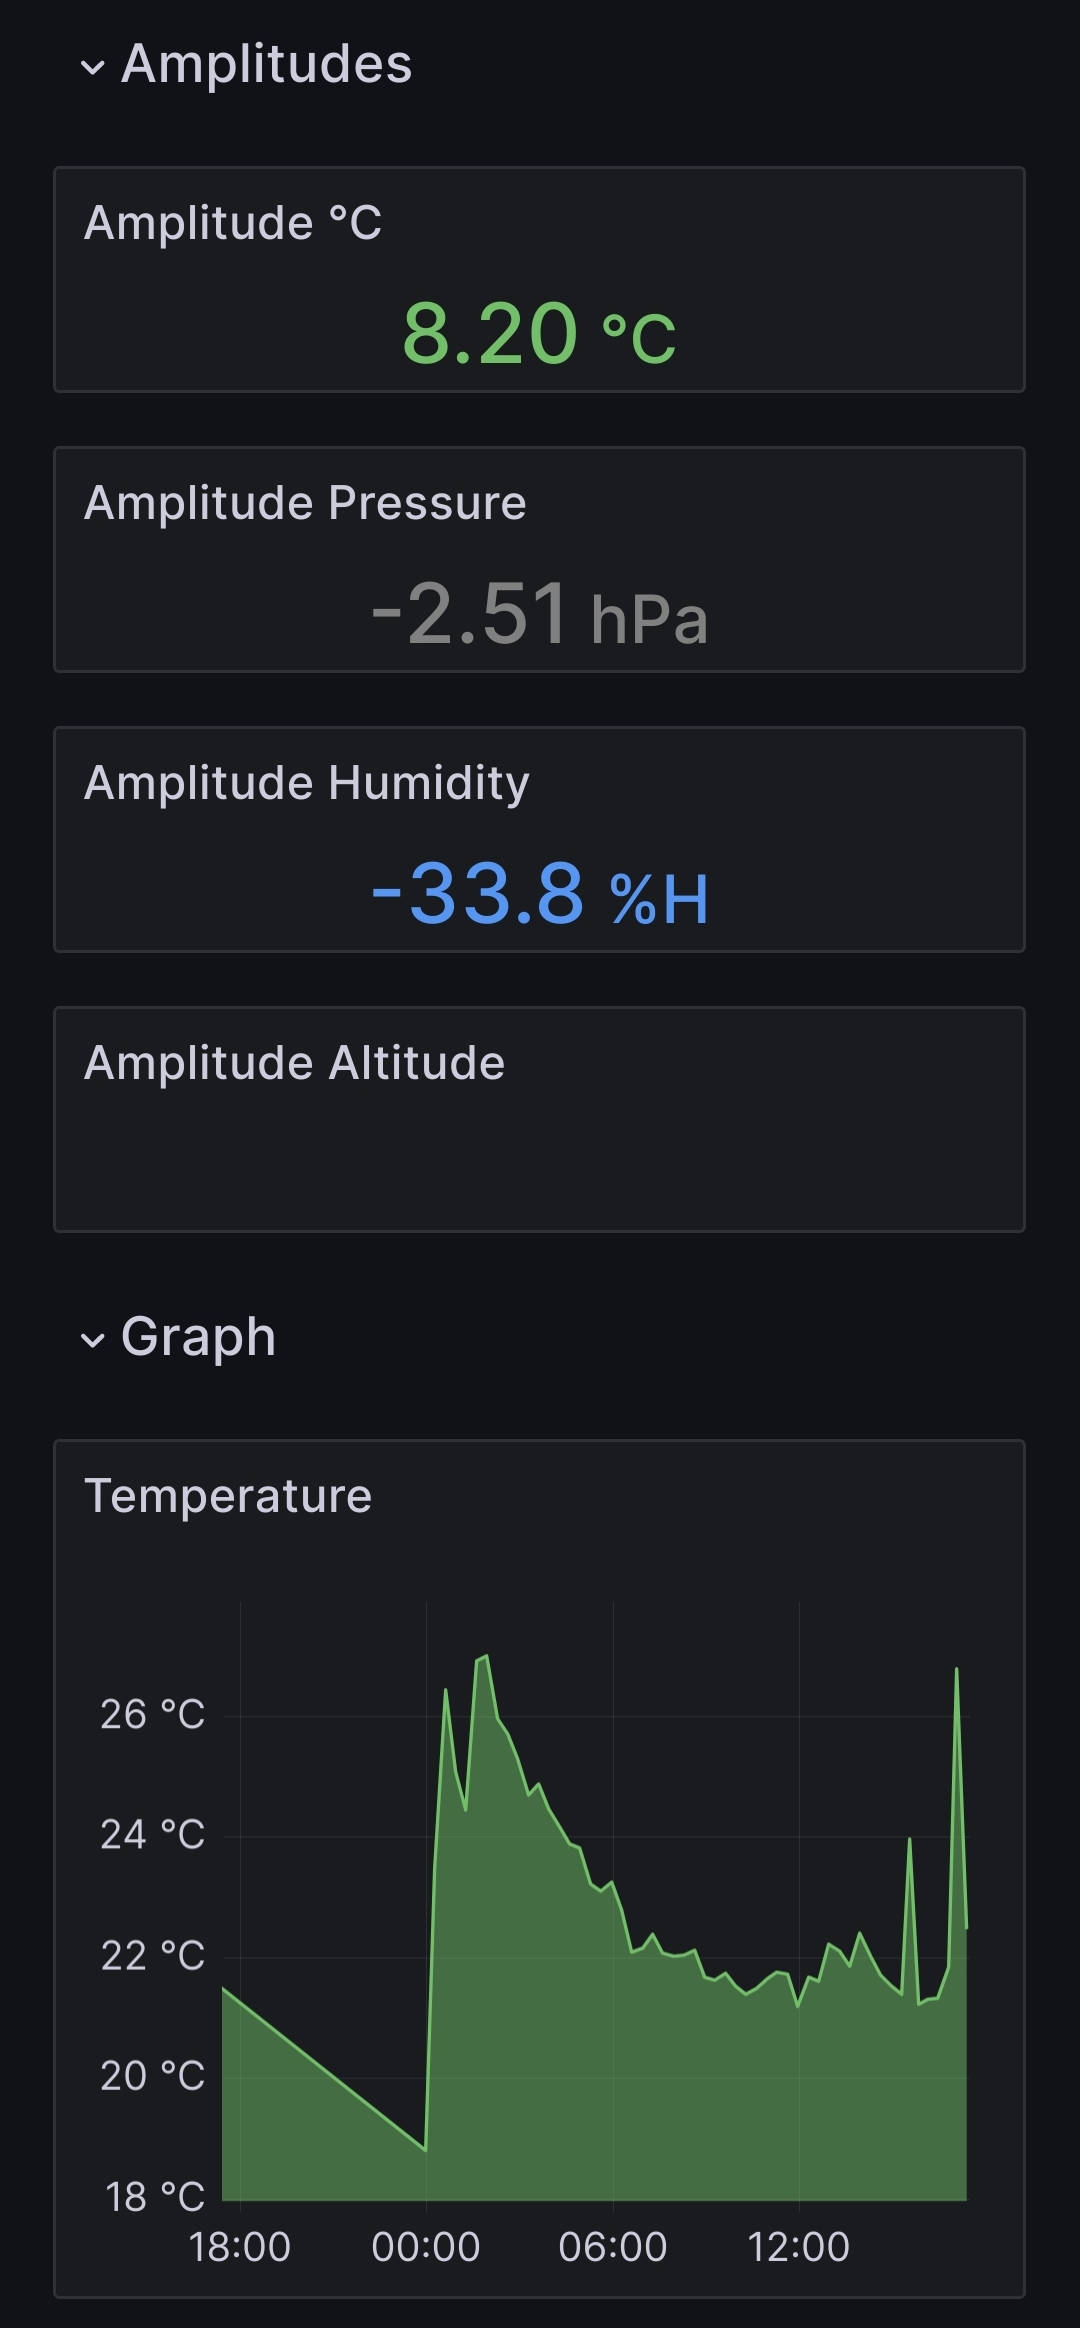 Amplitudes
Amplitude °C
8.20 °C
Amplitude Pressure
-2.51 hPa
Amplitude Humidity
-33.8 %H
Amplitude Altitude
Graph
Temperature
26 °C
24 °C
22 °C
20 °C
18 °C
18:00 00:00 06:00 12:00